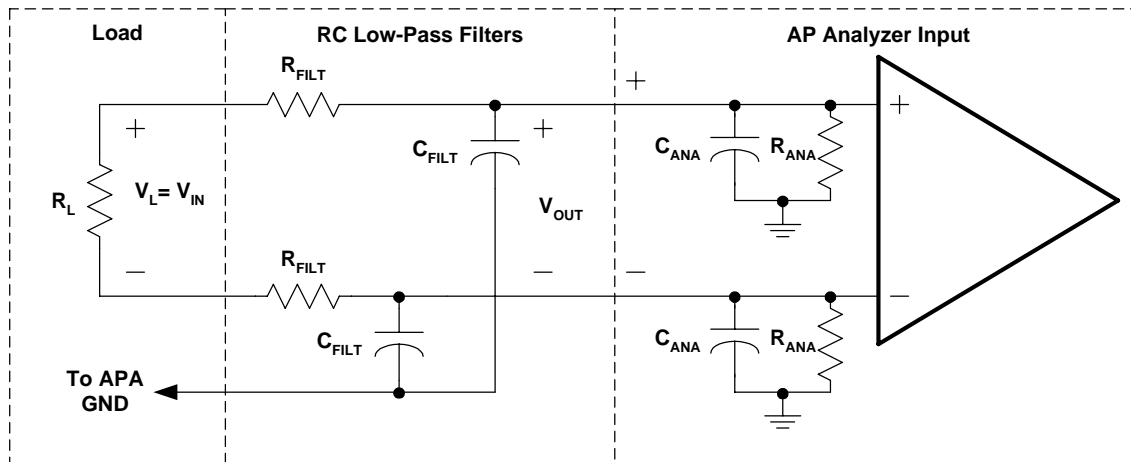 Load
RC Low-Pass Filters
AP Analyzer Input
R_FILT
+
+
+
C_FILT
C_ANA
R_ANA
R_L
V_L= V_IN
V_OUT
−
R_FILT
−
−
−
C_FILT
C_ANA
R_ANA
To APA
GND